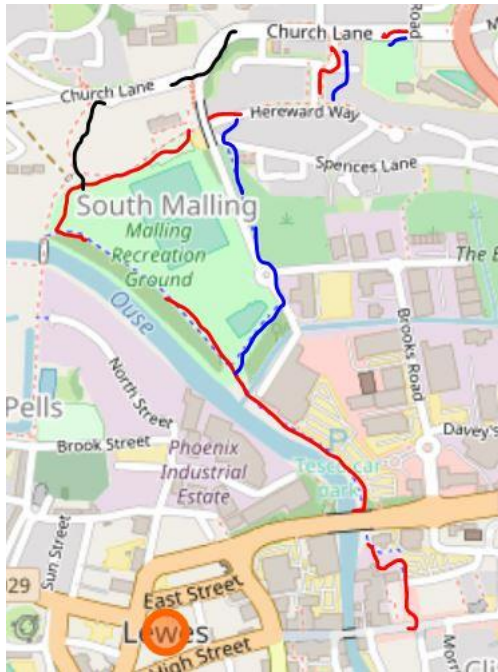 Church Lane
Road
Church Lane
Hereward Way
Spences Lane
South Malling
Malling
Recreation
Ground
The B
Ouse
Brooks Road
North Street
Pells
Brook Street
Davey's
P
Phoenix
Industrial
Estate
Tesco car
park
Sun Street
29
East Street
Lewes
High Street
Mor
Cli